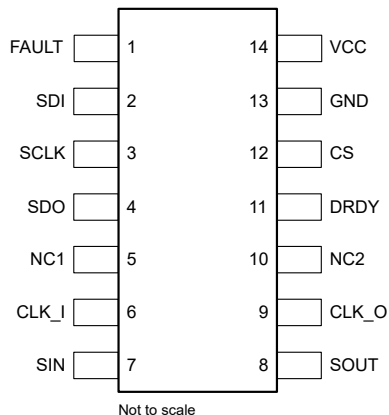 FAULT 1 14 VCC
SDI 2 13 GND
SCLK 3 12 CS
SDO 4 11 DRDY
NC1 5 10 NC2
CLK_I 6 9 CLK_O
SIN 7 8 SOUT
Not to scale